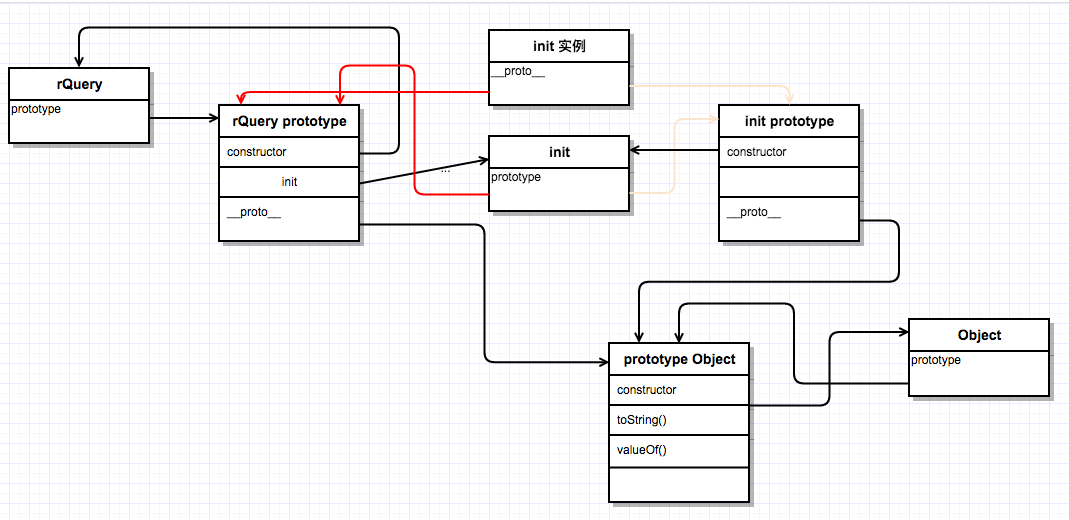 rQuery
prototype
rQuery prototype
constructor
init
__proto__
init 实例
__proto__
init
prototype
...
init prototype
constructor
__proto__
prototype Object
constructor
toString()
valueOf()
Object
prototype